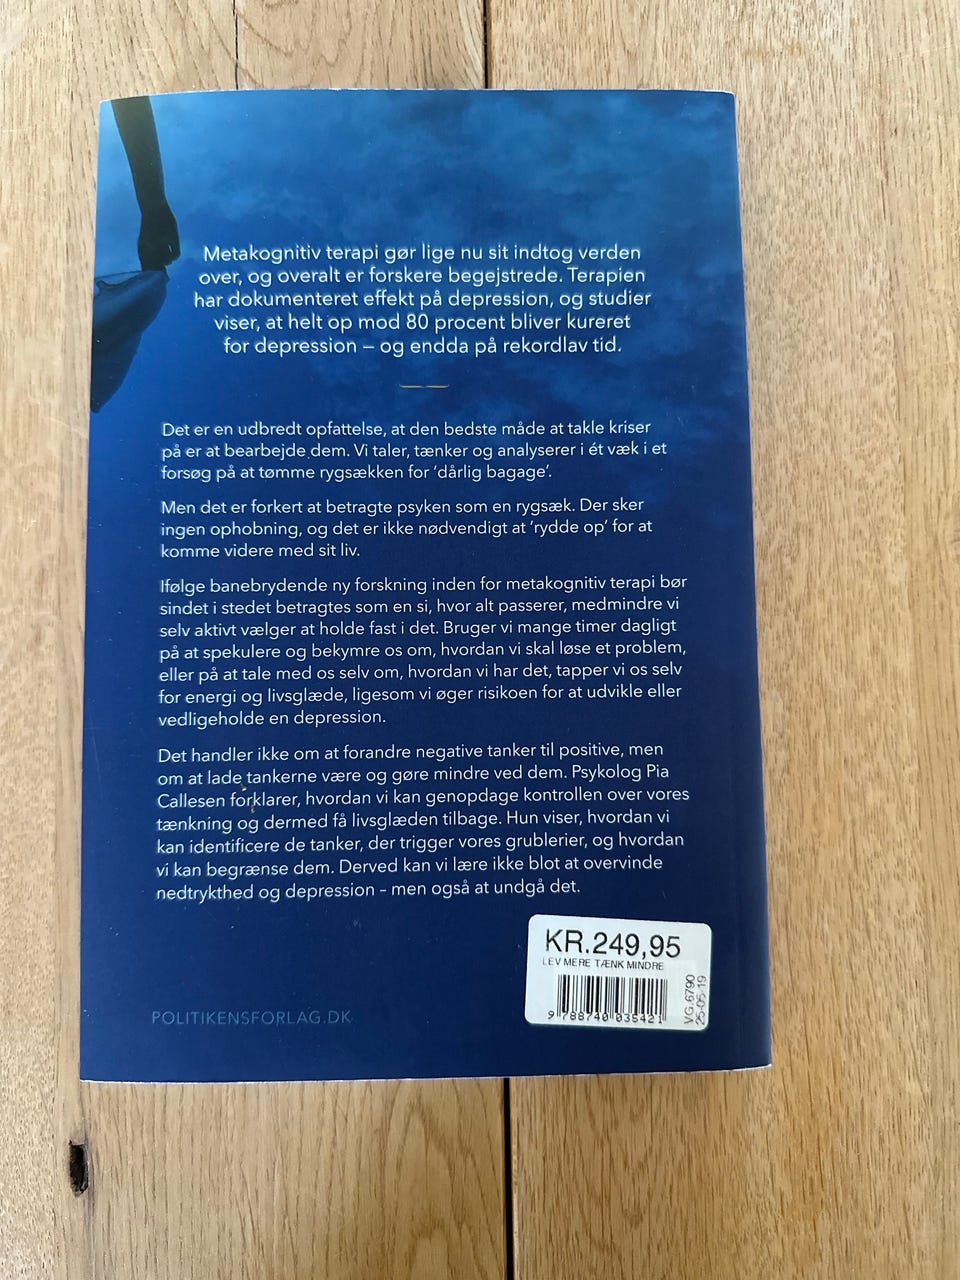 Metakognitiv terapi gør lige nu sit indtog verden
over, og overalt er forskere begejstrede. Terapien
har dokumenteret effekt på depression, og studier
viser, at helt op mod 80 procent bliver kureret
for depression – og endda på rekordlav tid.
Det er en udbredt opfattelse, at den bedste måde at takle kriser
på er at bearbejde dem. Vi taler, tænker og analyserer i ét væk i et
forsøg på at tømme rygsækken for 'dårlig bagage'.
Men det er forkert at betragte psyken som en rygsæk. Der sker
ingen ophobning, og det er ikke nødvendigt at 'rydde op' for at
komme videre med sit liv.
Ifølge banebrydende ny forskning inden for metakognitiv terapi bør
sindet i stedet betragtes som en si, hvor alt passerer, medmindre vi
selv aktivt vælger at holde fast i det. Bruger vi mange timer dagligt
på at spekulere og bekymre os om, hvordan vi skal løse et problem,
eller på at tale med os selv om, hvordan vi har det, tapper vi os selv
for energi og livsglæde, ligesom vi øger risikoen for at udvikle eller
vedligeholde en depression.
Det handler ikke om at forandre negative tanker til positive, men
om at lade tankerne være og gøre mindre ved dem. Psykolog Pia
Callesen forklarer, hvordan vi kan genopdage kontrollen over vores
tænkning og dermed få livsglæden tilbage. Hun viser, hvordan vi
kan identificere de tanker, der trigger vores grublerier, og hvordan
vi kan begrænse dem. Derved kan vi lære ikke blot at overvinde
nedtrykthed og depression – men også at undgå det.
KR.249,95
LEV MERE TÆNK MINDRE
9 788740 035421
VG.6790
25-05-19
POLITIKENSFORLAG.DK